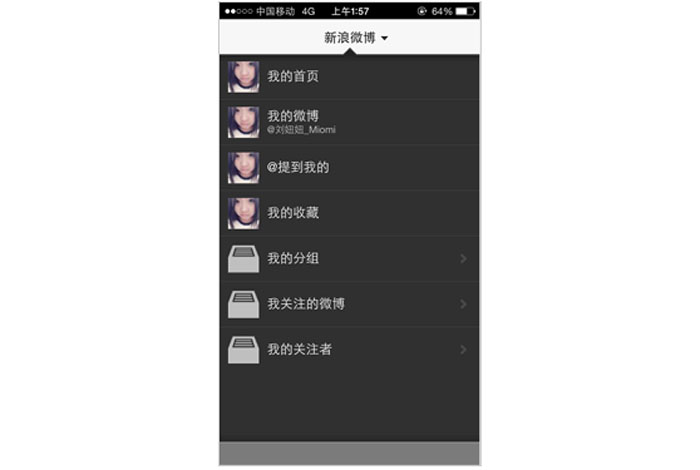 中国移动 4G 上午1:57 64%
新浪微博
我的首页
我的微博
@刘妞妞_Miomi
@提到我的
我的收藏
我的分组
我关注的微博
我的关注者